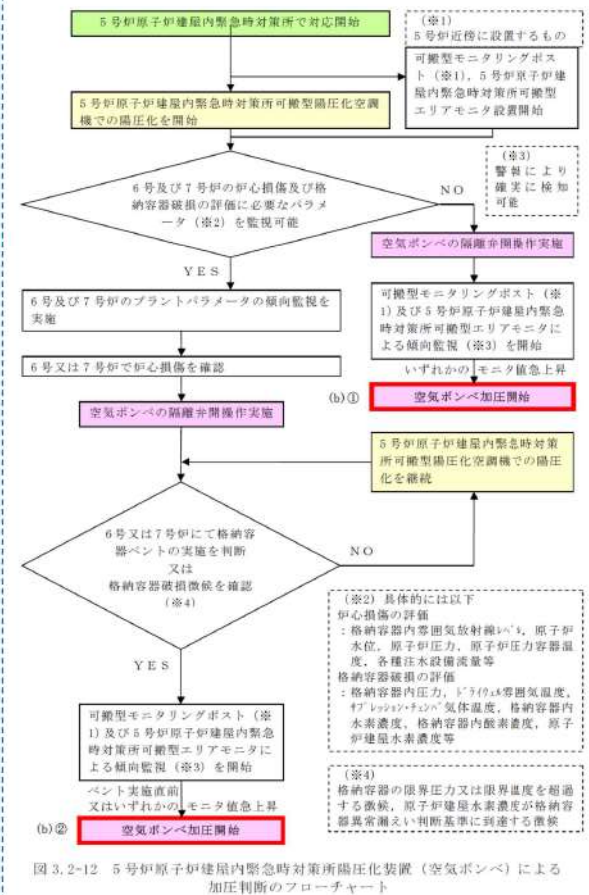 5号炉原子炉建屋内緊急時対策所で対応開始
(※1)
5号炉近傍に設置するもの
可搬型モニタリングポス
ト(※1),5号炉原子炉建
屋内緊急時対策所可搬型
エリアモニタ設置開始
5号炉原子炉建屋内緊急時対策所可搬型陽圧化空調
機での陽圧化を開始
(※3)
警報により
確実に検知
可能
6号及び7号炉の炉心損傷及び格
納容器破損の評価に必要なパラメ
ータ(※2)を監視可能
NO
YES
空気ボンベの隔離弁開操作実施
可搬型モニタリングポスト(※
1)及び5号炉原子炉建屋内緊急
時対策所可搬型エリアモニタに
よる傾向監視(※3)を開始
いずれかのモニタ値急上昇
(b)①
空気ボンベ加圧開始
6号及び7号炉のプラントパラメータの傾向監視を
実施
6号又は7号炉で炉心損傷を確認
空気ボンベの隔離弁開操作実施
5号炉原子炉建屋内緊急時対策
所可搬型陽圧化空調機での陽圧
化を継続
6号又は7号炉にて格納容
器ベントの実施を判断
又は
格納容器破損徴候を確認
(※4)
NO
YES
(※2)具体的には以下
炉心損傷の評価
:格納容器内雰囲気放射線レベル,原子炉
水位,原子炉圧力,原子炉圧力容器温
度,各種注水設備流量等
格納容器破損の評価
:格納容器内圧力,ドライウェル雰囲気温度,
サプレッション・チェンバ気体温度,格納容器内
水素濃度,格納容器内酸素濃度,原子
炉建屋水素濃度等
可搬型モニタリングポスト(※
1)及び5号炉原子炉建屋内緊急
時対策所可搬型エリアモニタに
よる傾向監視(※3)を開始
ベント実施直前
又はいずれかのモニタ値急上昇
(b)②
空気ボンベ加圧開始
(※4)
格納容器の限界圧力又は限界温度を超過
する徴候,原子炉建屋水素濃度が格納容
器異常漏えい判断基準に到達する徴候
図3.2-12 5号炉原子炉建屋内緊急時対策所陽圧化装置(空気ボンベ)による
加圧判断のフローチャート